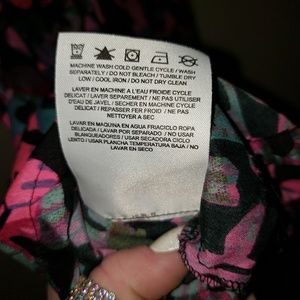 MACHINE WASH COLD GENTLE CYCLE / WASH
SEPARATELY / DO NOT BLEACH / TUMBLE DRY
LOW / COOL IRON / DO NOT DRY CLEAN
LAVER EN MACHINE A L'EAU FROIDE CYCLE
DELICAT / LAVER SEPAREMENT / NE PAS UTILISER
D'EAU DE JAVEL / SECHER EN MACHINE CYCLE
DELICAT / REPASSER A FROID / NE PAS
NETTOYER A SEC
LAVAR EN MAQUINA EN AGUA FRIA CICLO ROPA
DELICADA / LAVAR POR SEPARADO / NO USAR
BLANQUEADORES / USAR SECADORA CICLO
LENTO / USAR PLANCHA TEMPERATURA BAJA / NO
LAVAR EN SECO